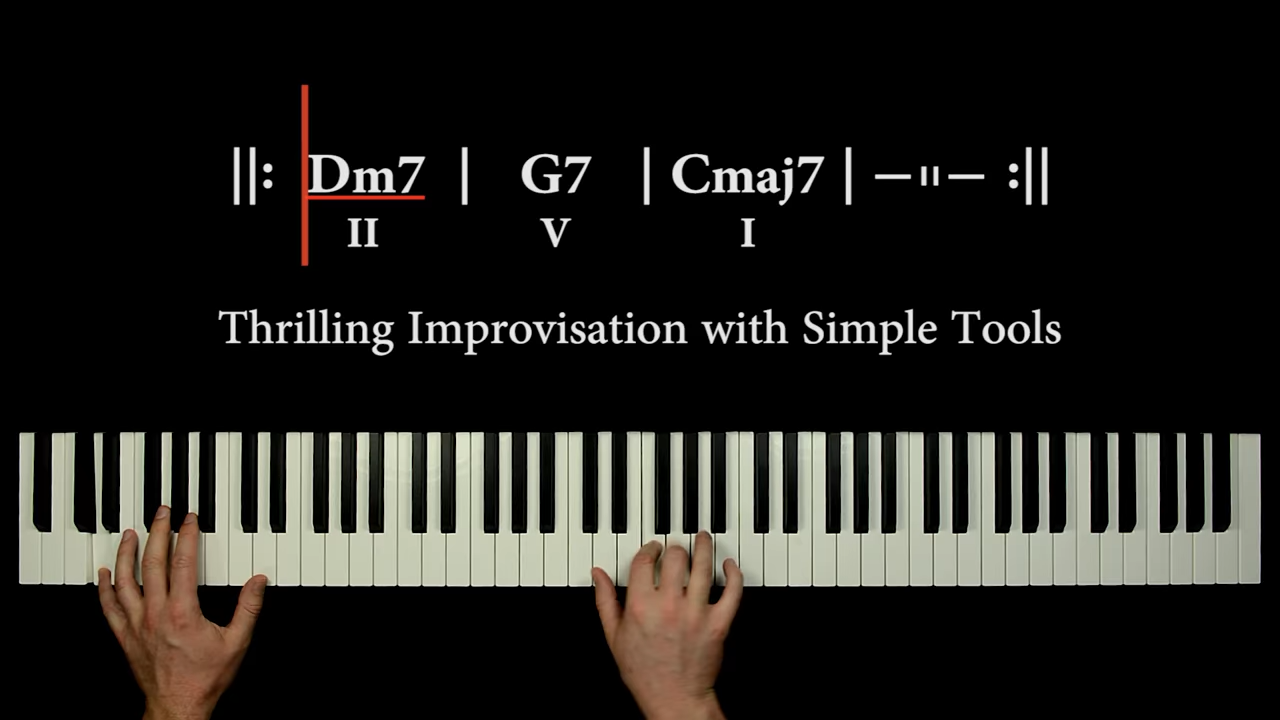 ||: Dm7 | G7 | Cmaj7 | –"– :||
II V I
Thrilling Improvisation with Simple Tools